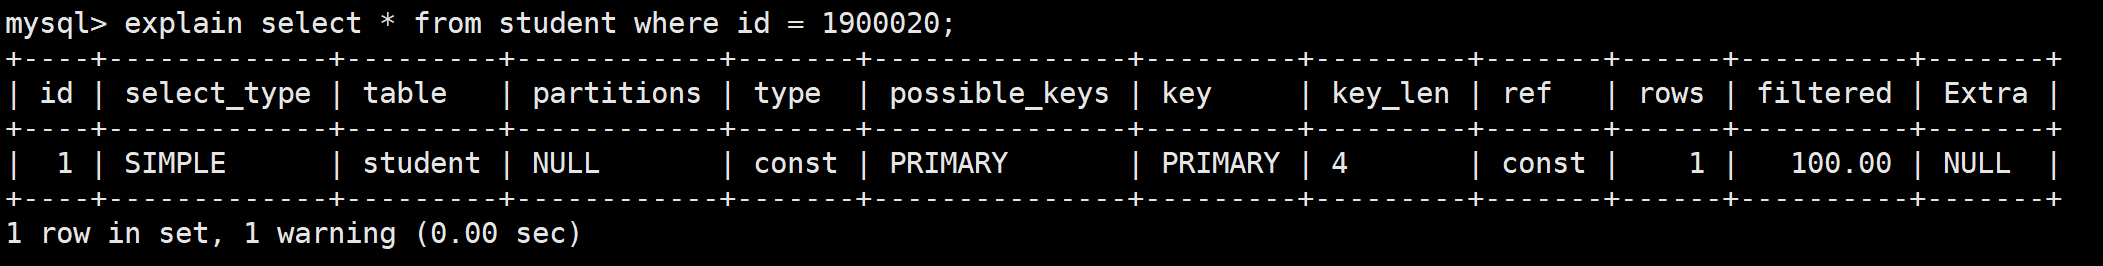 mysql> explain select * from student where id = 1900020;
+----+-------------+---------+------------+-------+---------------+---------+---------+-------+------+----------+-------+
| id | select_type | table   | partitions | type  | possible_keys | key     | key_len | ref   | rows | filtered | Extra |
+----+-------------+---------+------------+-------+---------------+---------+---------+-------+------+----------+-------+
|  1 | SIMPLE      | student | NULL       | const | PRIMARY       | PRIMARY | 4       | const |    1 |   100.00 | NULL  |
+----+-------------+---------+------------+-------+---------------+---------+---------+-------+------+----------+-------+
1 row in set, 1 warning (0.00 sec)